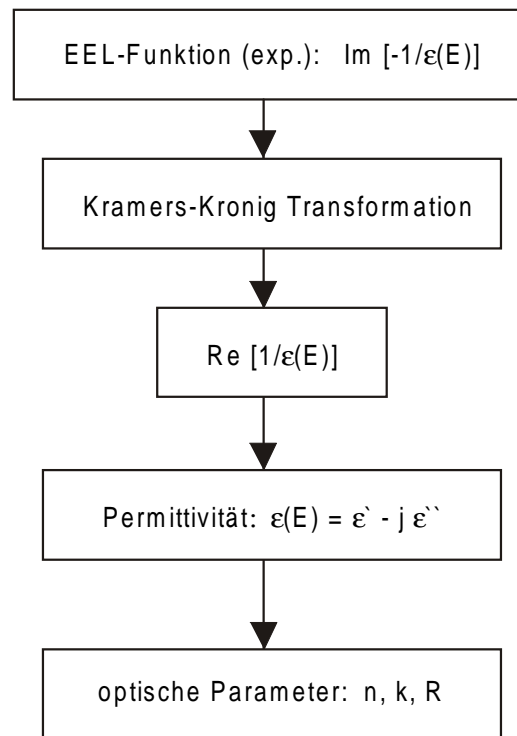 EEL-Funktion (exp.): Im [-1/ε(E)]
Kramers-Kronig Transformation
Re [1/ε(E)]
Permittivität: ε(E) = ε` - j ε``
optische Parameter: n, k, R